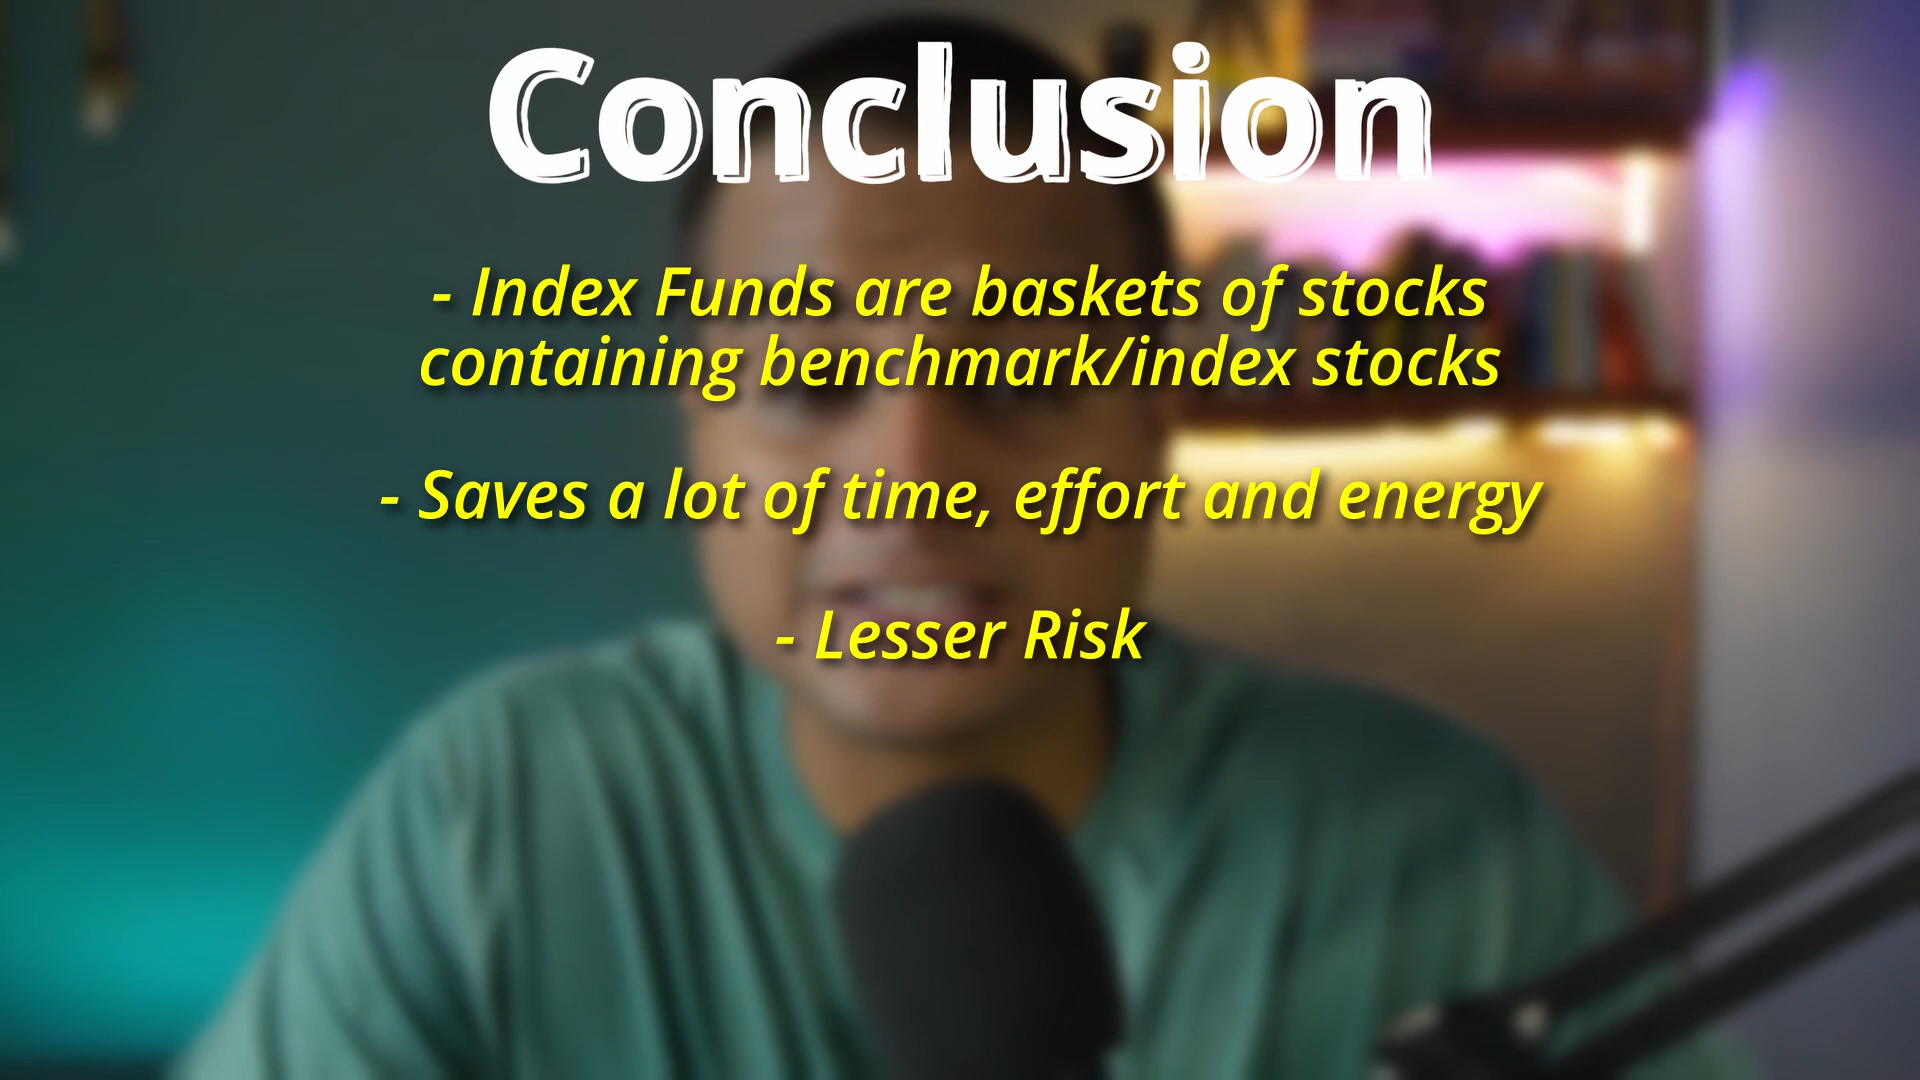 Conclusion
- Index Funds are baskets of stocks
containing benchmark/index stocks
- Saves a lot of time, effort and energy
- Lesser Risk